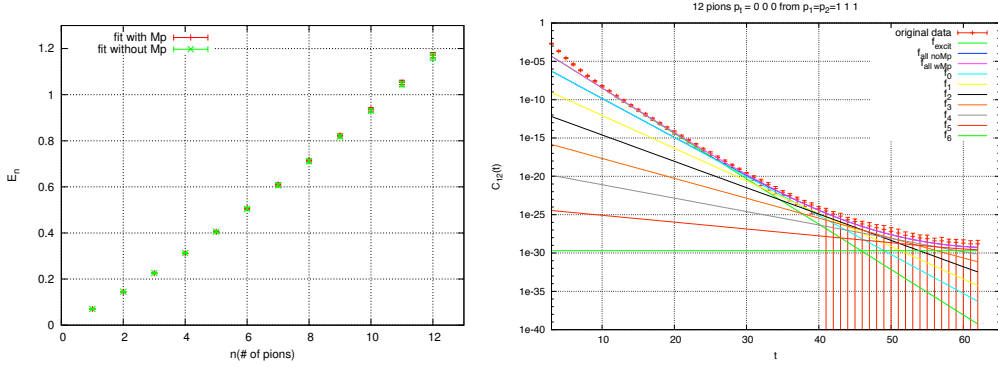 fit with Mp
fit without Mp
E_n
1.2
1
0.8
0.6
0.4
0.2
0
0 2 4 6 8 10 12
n(# of pions)
12 pions p_t = 0 0 0 from p_1=p_2=1 1 1
original data
f_excit
f_all noMp
f_all wMp
f_0
f_1
f_2
f_3
f_4
f_5
f_6
C_12(t)
1
1e-05
1e-10
1e-15
1e-20
1e-25
1e-30
1e-35
1e-40
10 20 30 40 50 60
t